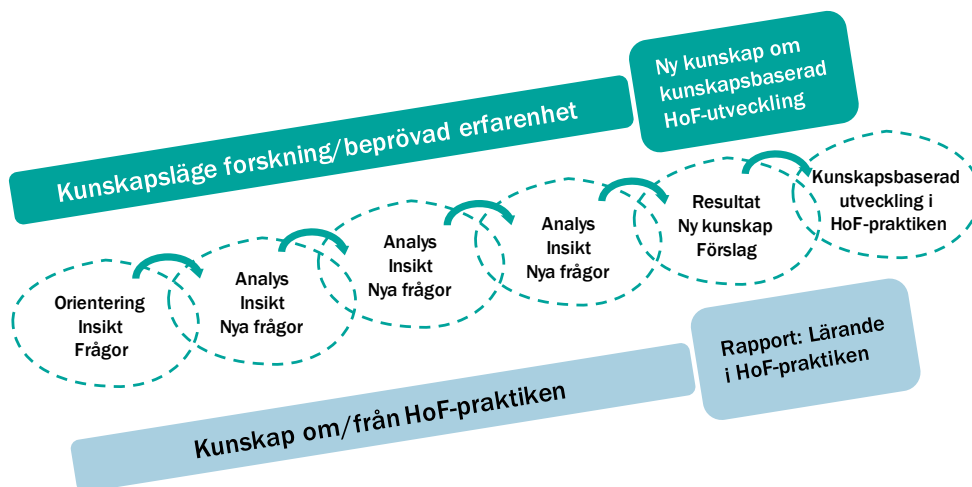 Ny kunskap om
kunskapsbaserad
HoF-utveckling
Kunskapsläge forskning/beprövad erfarenhet
Orientering
Insikt
Frågor
Analys
Insikt
Nya frågor
Analys
Insikt
Nya frågor
Analys
Insikt
Nya frågor
Resultat
Ny kunskap
Förslag
Kunskapsbaserad
utveckling i
HoF-praktiken
Rapport: Lärande
i HoF-praktiken
Kunskap om/från HoF-praktiken